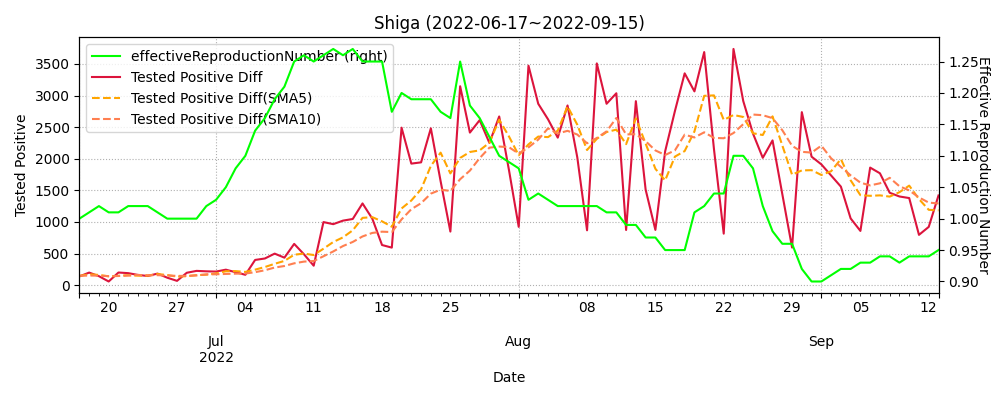 Shiga (2022-06-17~2022-09-15)
effectiveReproductionNumber (right)
Tested Positive Diff
Tested Positive Diff(SMA5)
Tested Positive Diff(SMA10)
Tested Positive
3500
3000
2500
2000
1500
1000
500
0
1.25
1.20
1.15
1.10
1.05
1.00
0.95
0.90
Effective Reproduction Number
20 27 04 11 18 25 08 15 22 29 05 12
Jul Aug Sep
2022
Date